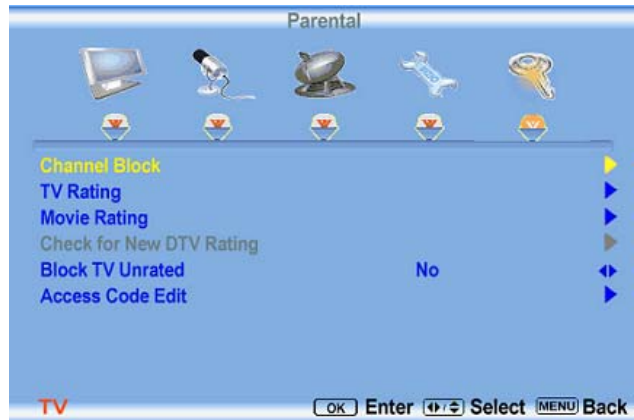 Parental
Channel Block
TV Rating
Movie Rating
Check for New DTV Rating
Block TV Unrated No
Access Code Edit
TV OK Enter Select MENU Back